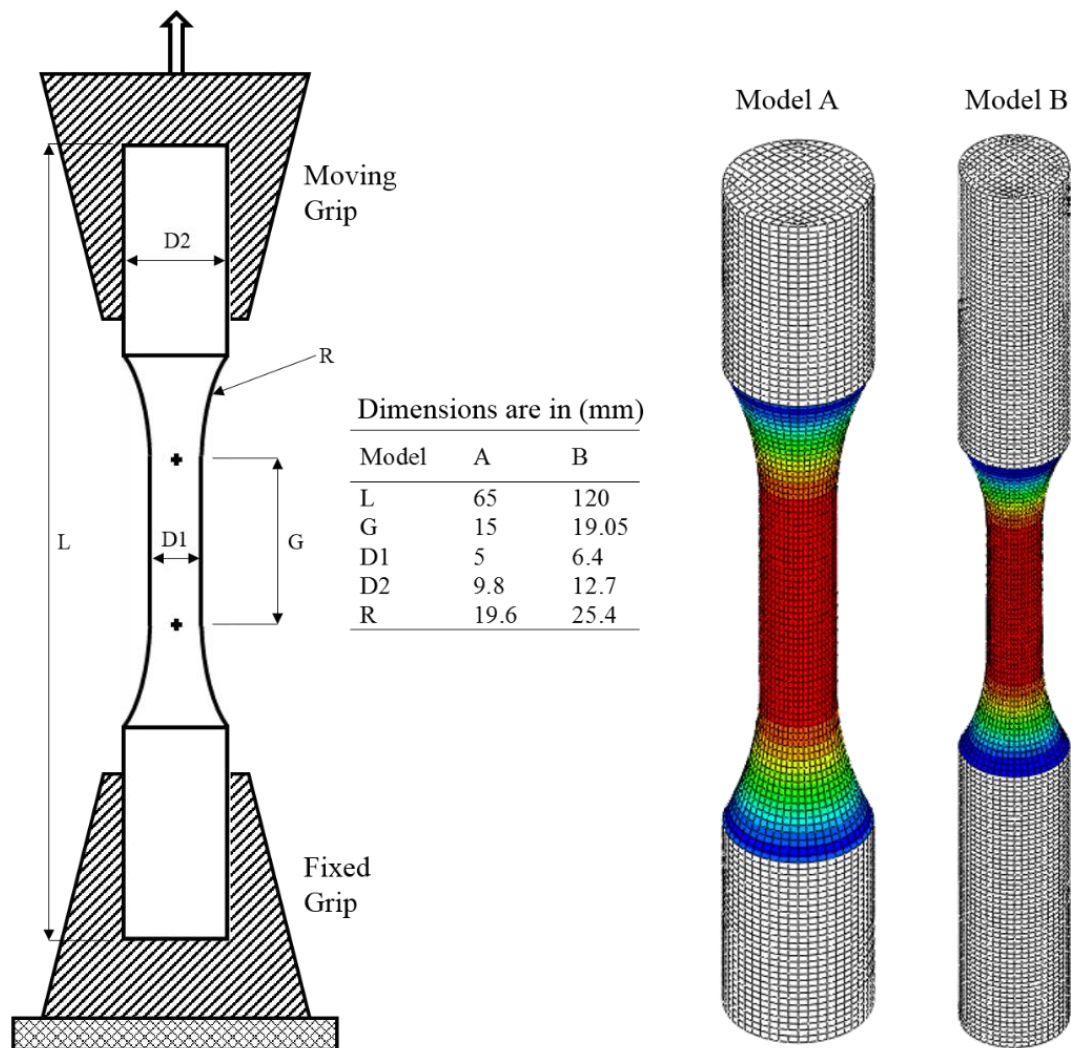 Moving
Grip
D2
R
L
D1
G
Fixed
Grip
Dimensions are in (mm)
Model A B
L 65 120
G 15 19.05
D1 5 6.4
D2 9.8 12.7
R 19.6 25.4
Model A
Model B